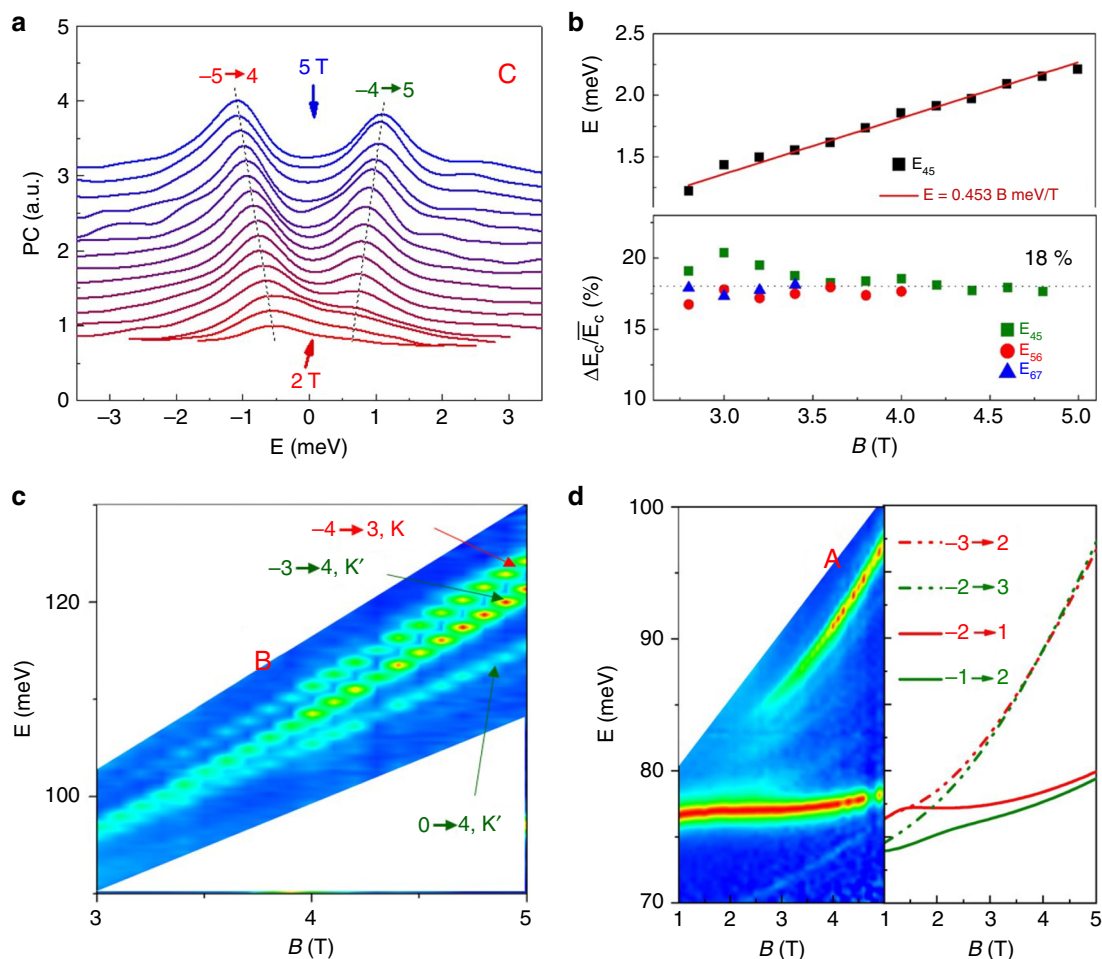 a
5
4
3
2
1
0
PC (a.u.)
–5→4
5 T
–4→5
C
2 T
–3
–2
–1
0
1
2
3
E (meV)
b
2.5
2.0
1.5
E (meV)
E45
E = 0.453 B meV/T
20
15
10
ΔEc/Ec (%)
18 %
E45
E56
E67
3.0
3.5
4.0
4.5
5.0
B (T)
c
120
100
E (meV)
–4→3, K
–3→4, K′
B
0→4, K′
3
4
5
B (T)
d
100
90
80
70
E (meV)
A
–3→2
–2→3
–2→1
–1→2
1
2
3
4
1
2
3
4
5
B (T)
B (T)